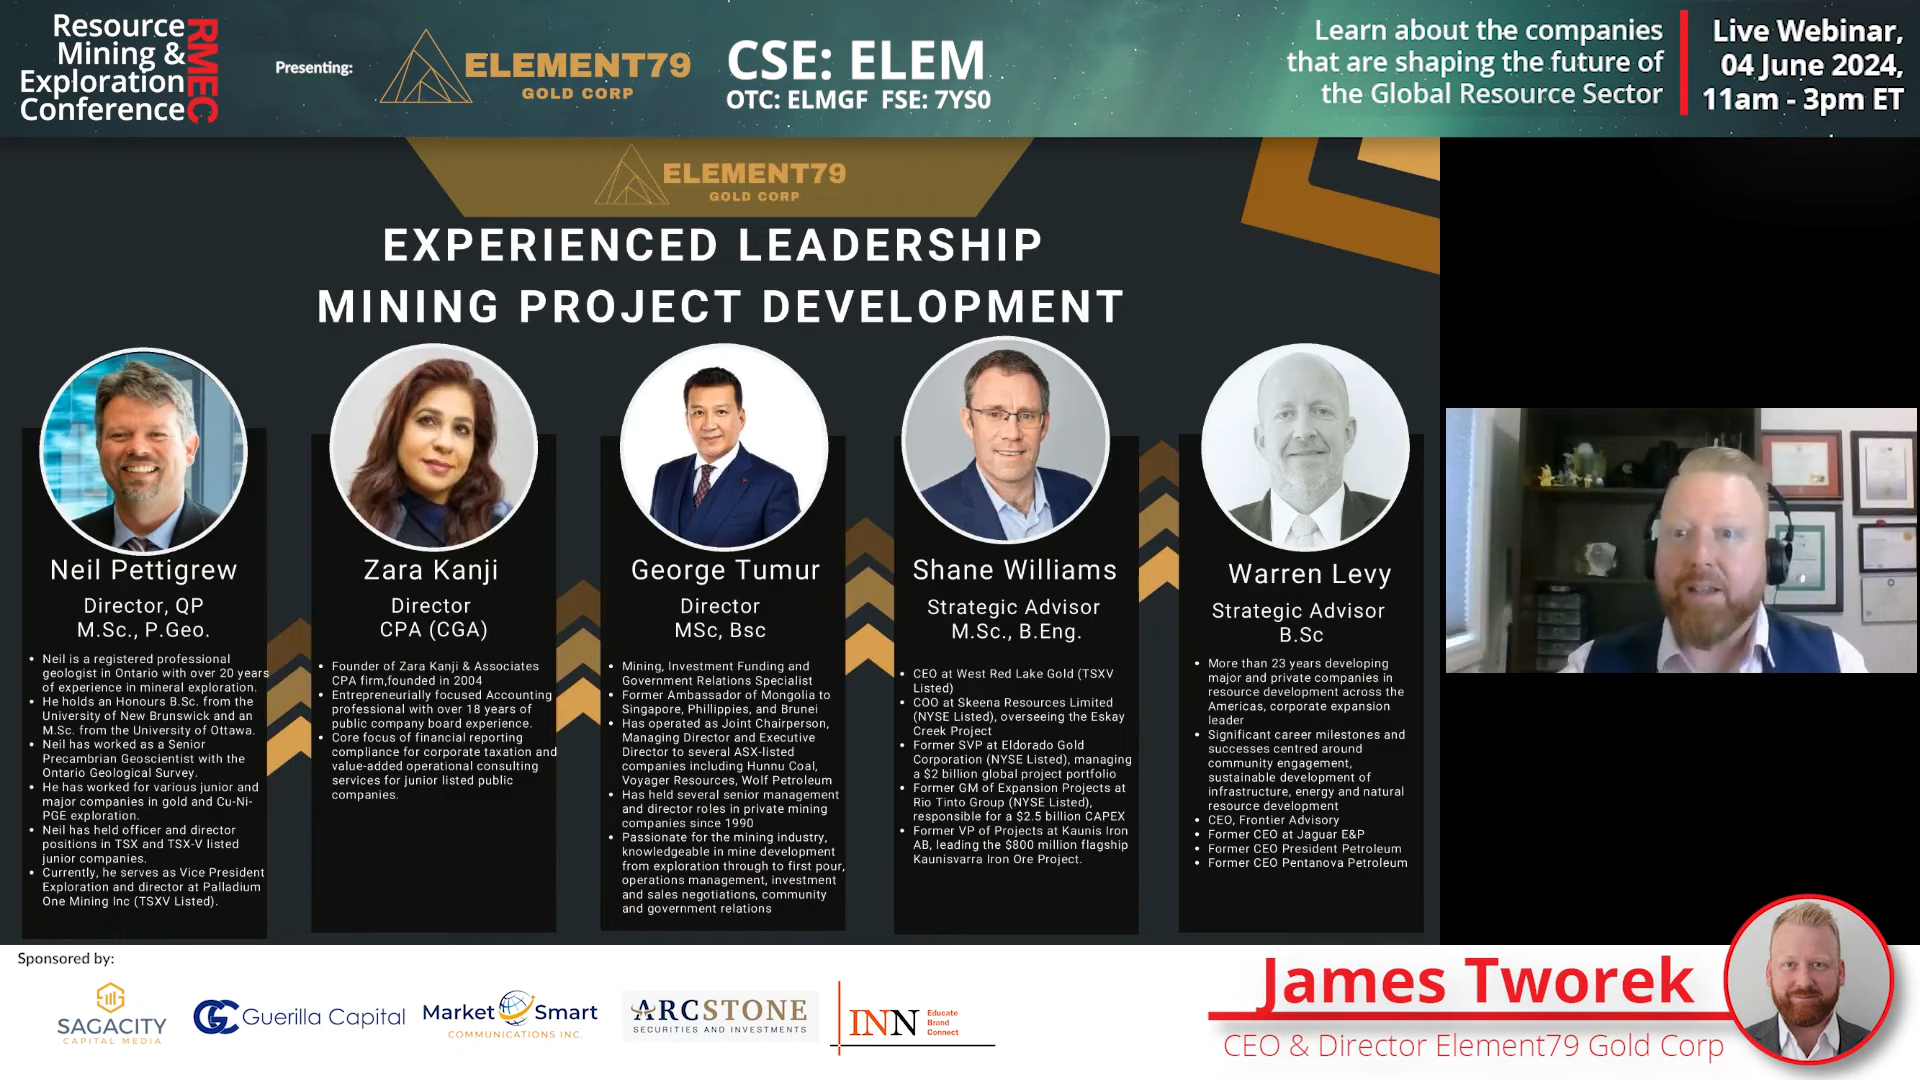 Resource
Mining &
Exploration
Conference
RMEC
Presenting:
ELEMENT79
GOLD CORP
CSE: ELEM
OTC: ELMGF FSE: 7YS0
Learn about the companies
that are shaping the future of
the Global Resource Sector
Live Webinar,
04 June 2024,
11am - 3pm ET
ELEMENT79
GOLD CORP
EXPERIENCED LEADERSHIP
MINING PROJECT DEVELOPMENT
Neil Pettigrew
Director, QP
M.Sc., P.Geo.
• Neil is a registered professional
geologist in Ontario with over 20 years
of experience in mineral exploration.
• He holds an Honours B.Sc. from the
University of New Brunswick and an
M.Sc. from the University of Ottawa.
• Neil has worked as a Senior
Precambrian Geoscientist with the
Ontario Geological Survey.
• He has worked for various junior and
major companies in gold and Cu-Ni-
PGE exploration.
• Neil has held officer and director
positions in TSX and TSX-V listed
junior companies.
• Currently, he serves as Vice President
Exploration and director at Palladium
One Mining Inc (TSXV Listed).
Zara Kanji
Director
CPA (CGA)
• Founder of Zara Kanji & Associates
CPA firm,founded in 2004
• Entrepreneurially focused Accounting
professional with over 18 years of
public company board experience.
• Core focus of financial reporting
compliance for corporate taxation and
value-added operational consulting
services for junior listed public
companies.
George Tumur
Director
MSc, Bsc
• Mining, Investment Funding and
Government Relations Specialist
• Former Ambassador of Mongolia to
Singapore, Phillippies, and Brunei
• Has operated as Joint Chairperson,
Managing Director and Executive
Director to several ASX-listed
companies including Hunnu Coal,
Voyager Resources, Wolf Petroleum
• Has held several senior management
and director roles in private mining
companies since 1990
• Passionate for the mining industry,
knowledgeable in mine development
from exploration through to first pour,
operations management, investment
and sales negotiations, community
and government relations
Shane Williams
Strategic Advisor
M.Sc., B.Eng.
• CEO at West Red Lake Gold (TSXV
Listed)
• COO at Skeena Resources Limited
(NYSE Listed), overseeing the Eskay
Creek Project
• Former SVP at Eldorado Gold
Corporation (NYSE Listed), managing
a $2 billion global project portfolio
• Former GM of Expansion Projects at
Rio Tinto Group (NYSE Listed),
responsible for a $2.5 billion CAPEX
• Former VP of Projects at Kaunis Iron
AB, leading the $800 million flagship
Kaunisvarra Iron Ore Project.
Warren Levy
Strategic Advisor
B.Sc
• More than 23 years developing
major and private companies in
resource development across the
Americas, corporate expansion
leader
• Significant career milestones and
successes centred around
community engagement,
sustainable development of
infrastructure, energy and natural
resource development
• CEO, Frontier Advisory
• Former CEO at Jaguar E&P
• Former CEO President Petroleum
• Former CEO Pentanova Petroleum
Sponsored by:
SAGACITY
CAPITAL MEDIA
GC Guerilla Capital
Market Smart
COMMUNICATIONS INC.
ARCSTONE
SECURITIES AND INVESTMENTS
INN
Educate
Brand
Connect
James Tworek
CEO & Director Element79 Gold Corp